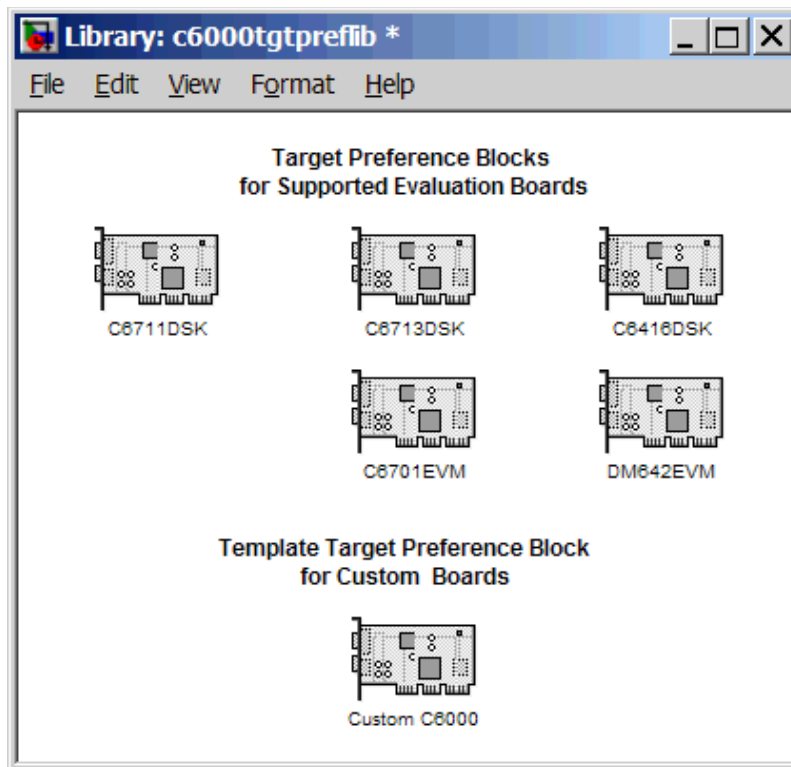 Library: c6000tgtpreflib *
File Edit View Format Help
Target Preference Blocks
for Supported Evaluation Boards
C6711DSK C6713DSK C6416DSK
C6701EVM DM642EVM
Template Target Preference Block
for Custom Boards
Custom C6000